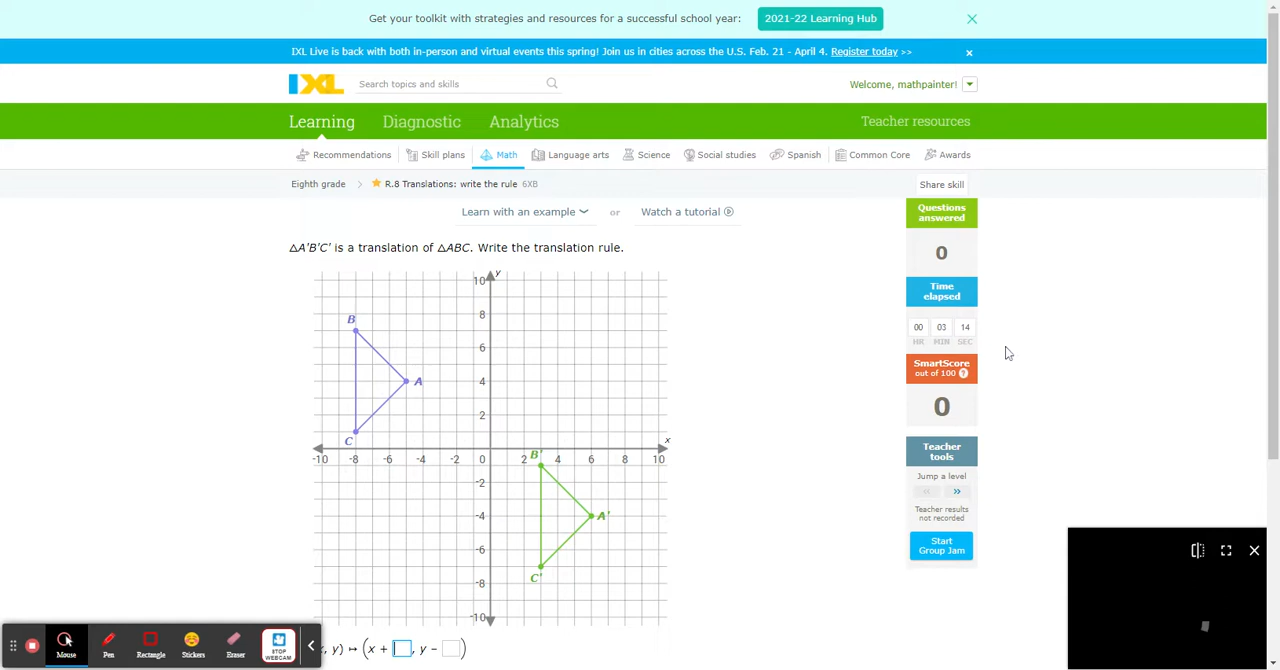 Get your toolkit with strategies and resources for a successful school year: 2021-22 Learning Hub
IXL Live is back with both in-person and virtual events this spring! Join us in cities across the U.S. Feb. 21 - April 4. Register today >>
IXL Search topics and skills Welcome, mathpainter!
Learning Diagnostic Analytics Teacher resources
Recommendations Skill plans Math Language arts Science Social studies Spanish Common Core Awards
Eighth grade > R.8 Translations: write the rule 6XB Share skill
Learn with an example or Watch a tutorial
Questions answered
0
△A'B'C' is a translation of △ABC. Write the translation rule.
Time elapsed
00 03 14
HR MIN SEC
SmartScore
out of 100 ?
0
Teacher tools
Jump a level
<< >>
Teacher results not recorded
Start Group Jam
y
10
8
6
4
2
B
A
C
x
-10 -8 -6 -4 -2 0 2 4 6 8 10
B'
A'
C'
-2
-4
-6
-8
-10
, y) ↦ (x + , y − )
Mouse Pen Rectangle Stickers Eraser STOP WEBCAM